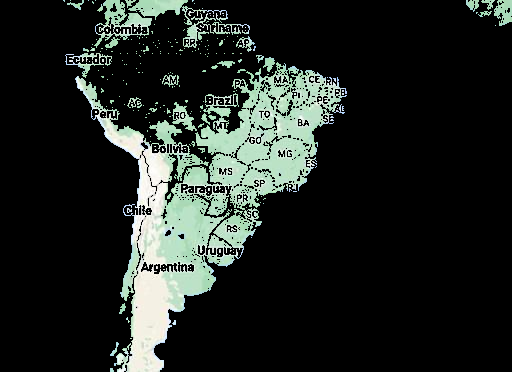 Guyana
Colombia
Suriname
RR
AP
Ecuador
AM
PA
MA
CE
RN
PI
PB
PE
AC
Brazil
AL
Peru
RO
TO
SE
MT
BA
GO
Bolivia
MG
ES
MS
SP
Paraguay
RJ
PR
Chile
SC
RS
Uruguay
Argentina